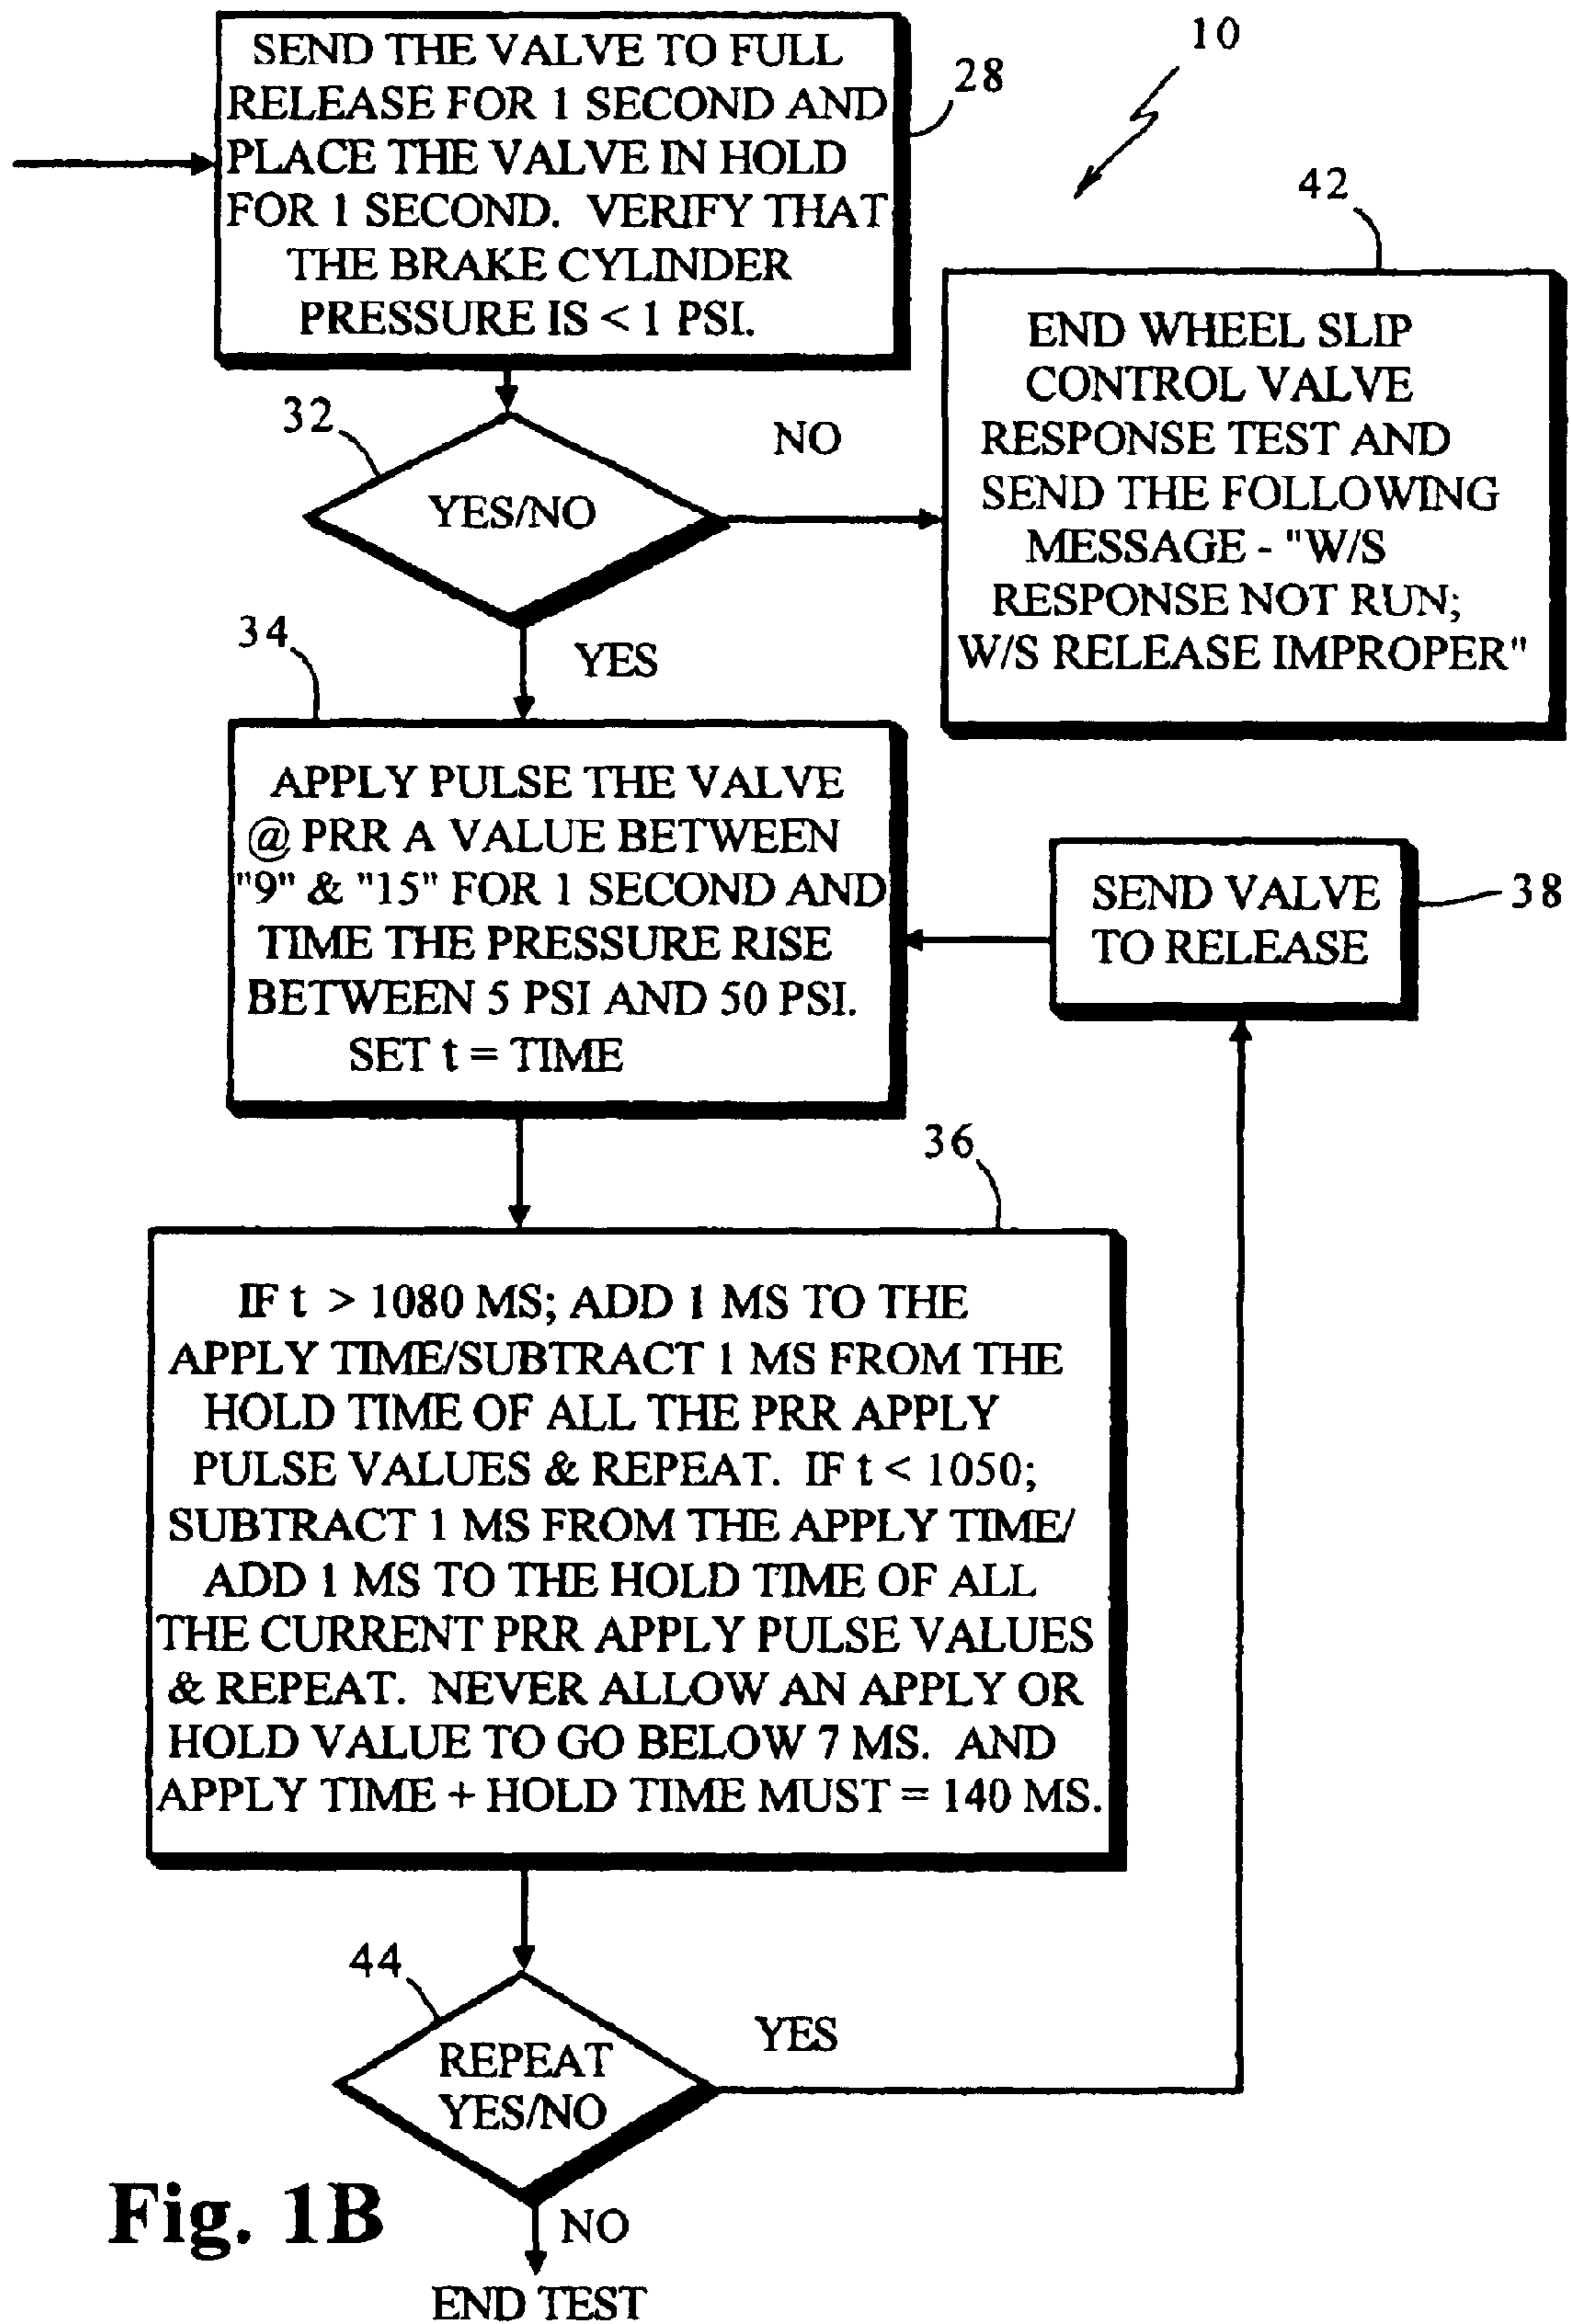 10
SEND THE VALVE TO FULL
RELEASE FOR 1 SECOND AND
PLACE THE VALVE IN HOLD
FOR 1 SECOND. VERIFY THAT
THE BRAKE CYLINDER
PRESSURE IS < 1 PSI.
28
42
END WHEEL SLIP
CONTROL VALVE
RESPONSE TEST AND
SEND THE FOLLOWING
MESSAGE - "W/S
RESPONSE NOT RUN;
W/S RELEASE IMPROPER"
32
YES/NO
NO
YES
34
APPLY PULSE THE VALVE
@ PRR A VALUE BETWEEN
"9" & "15" FOR 1 SECOND AND
TIME THE PRESSURE RISE
BETWEEN 5 PSI AND 50 PSI.
SET t = TIME
SEND VALVE
TO RELEASE
38
36
IF t > 1080 MS; ADD 1 MS TO THE
APPLY TIME/SUBTRACT 1 MS FROM THE
HOLD TIME OF ALL THE PRR APPLY
PULSE VALUES & REPEAT. IF t < 1050;
SUBTRACT 1 MS FROM THE APPLY TIME/
ADD 1 MS TO THE HOLD TIME OF ALL
THE CURRENT PRR APPLY PULSE VALUES
& REPEAT. NEVER ALLOW AN APPLY OR
HOLD VALUE TO GO BELOW 7 MS. AND
APPLY TIME + HOLD TIME MUST = 140 MS.
44
REPEAT
YES/NO
YES
NO
END TEST
Fig. 1B